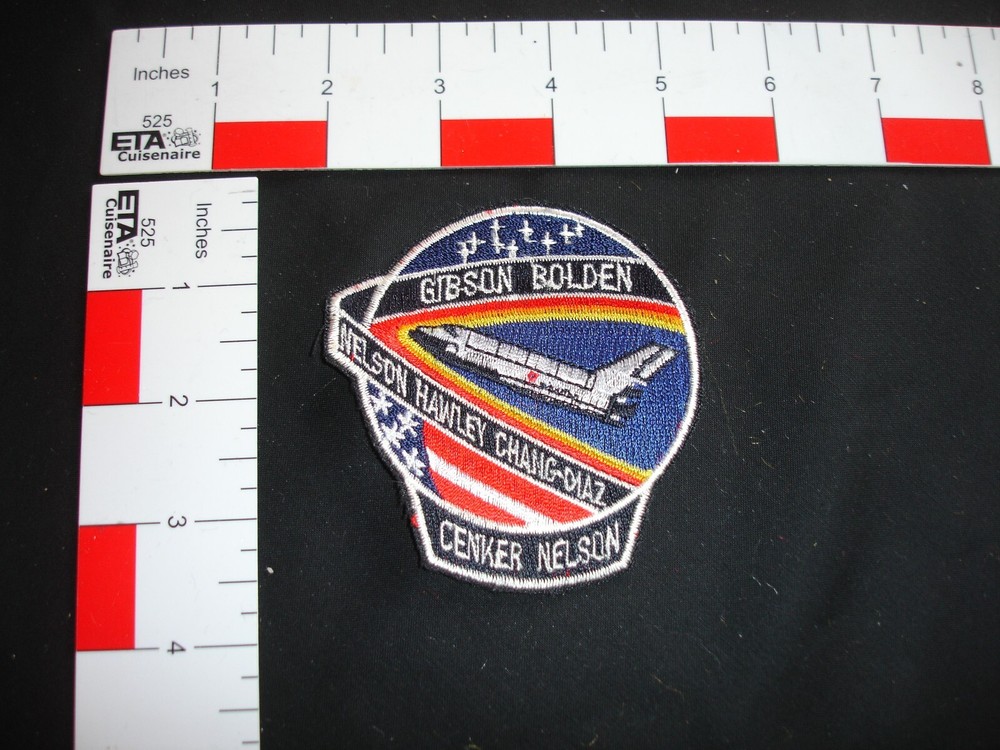 Inches
1 2 3 4 5 6 7 8
525
ETA
Cuisenaire
ETA
Cuisenaire
525
Inches
1
2
3
4
GIBSON BOLDEN
NELSON HAWLEY CHANG-DIAZ
CENKER NELSON